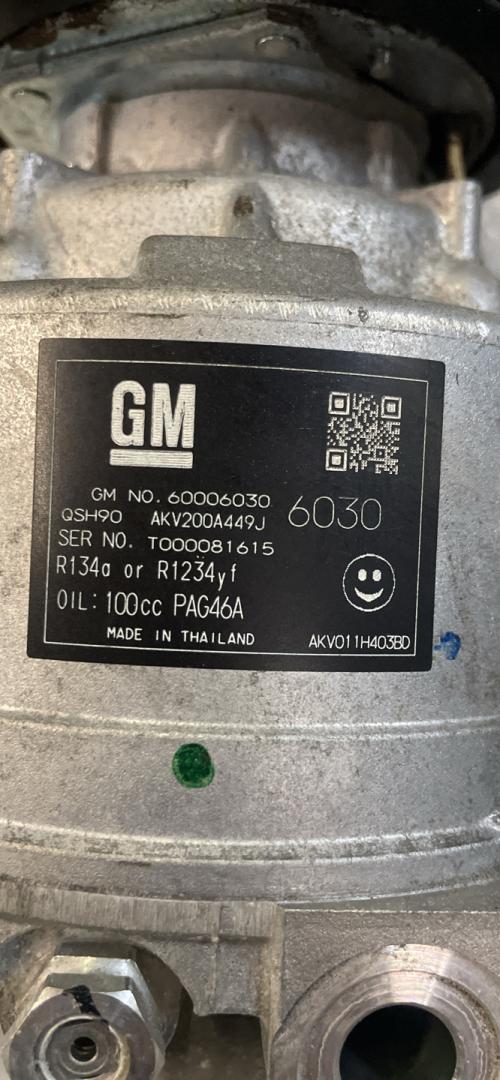 GM
GM NO. 60006030
6030
QSH90 AKV200A449J
SER NO. T000081615
R134a or R1234yf
OIL: 100cc PAG46A
MADE IN THAILAND
AKV011H403BD